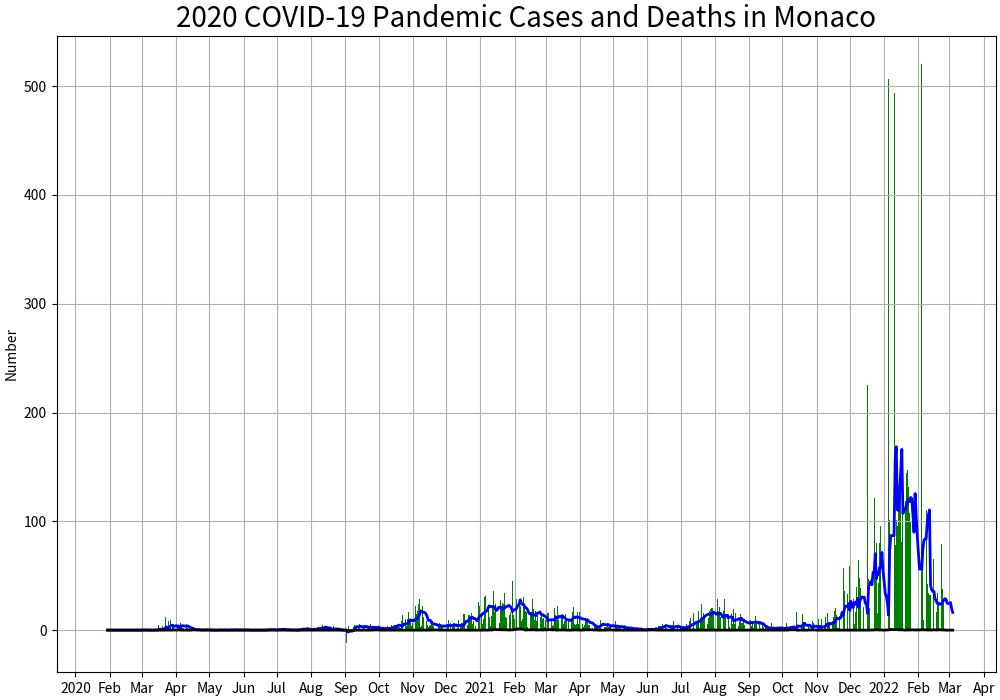 2020 COVID-19 Pandemic Cases and Deaths in Monaco
Number
500
400
300
200
100
0
2020 Feb Mar Apr May Jun Jul Aug Sep Oct Nov Dec 2021 Feb Mar Apr May Jun Jul Aug Sep Oct Nov Dec 2022 Feb Mar Apr